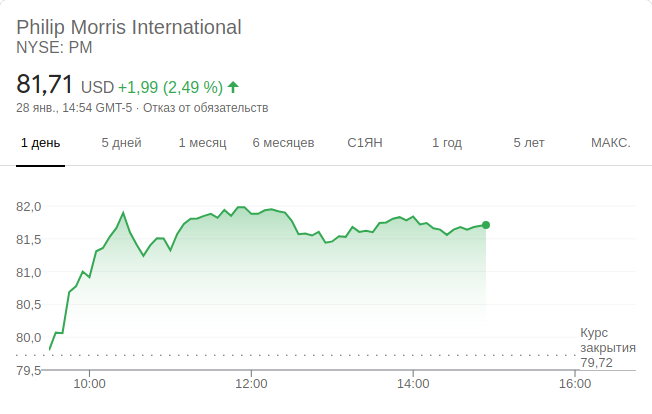 Philip Morris International
NYSE: PM
81,71 USD +1,99 (2,49 %)
28 янв., 14:54 GMT-5 · Отказ от обязательств
1 день 5 дней 1 месяц 6 месяцев С1ЯН 1 год 5 лет МАКС.
82,0
81,5
81,0
80,5
80,0
79,5
Курс
закрытия
79,72
10:00 12:00 14:00 16:00